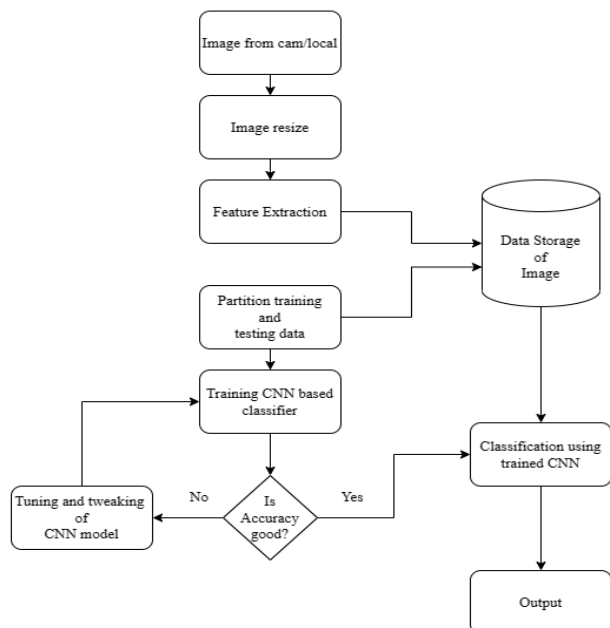 Image from cam/local
Image resize
Feature Extraction
Data Storage
of
Image
Partition training
and
testing data
Training CNN based
classifier
Classification using
trained CNN
Tuning and tweaking
of
CNN model
No
Is
Accuracy
good?
Yes
Output